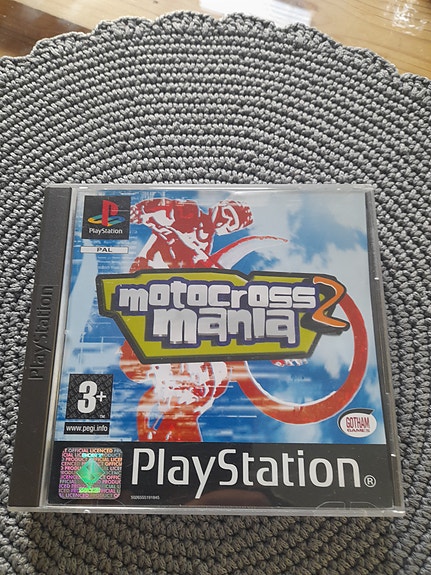 PlayStation
PAL
PlayStation
motocross
mania 2
3+
www.pegi.info
GOTHAM
GAMES
PlayStation®